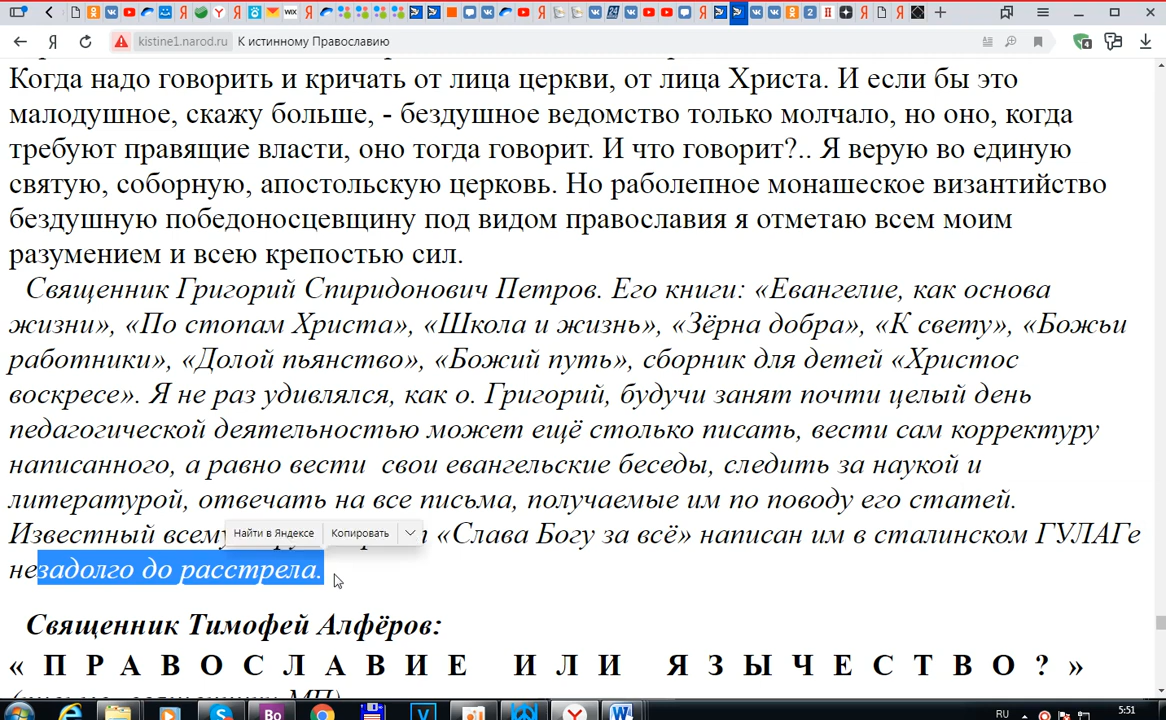 kistine1.narod.ru К истинному Православию
Когда надо говорить и кричать от лица церкви, от лица Христа. И если бы это
малодушное, скажу больше, - бездушное ведомство только молчало, но оно, когда
требуют правящие власти, оно тогда говорит. И что говорит?.. Я верую во единую
святую, соборную, апостольскую церковь. Но раболепное монашеское византийство
бездушную победоносцевщину под видом православия я отметаю всем моим
разумением и всею крепостью сил.
Священник Григорий Спиридонович Петров. Его книги: «Евангелие, как основа
жизни», «По стопам Христа», «Школа и жизнь», «Зёрна добра», «К свету», «Божьи
работники», «Долой пьянство», «Божий путь», сборник для детей «Христос
воскресе». Я не раз удивлялся, как о. Григорий, будучи занят почти целый день
педагогической деятельностью может ещё столько писать, вести сам корректуру
написанного, а равно вести свои евангельские беседы, следить за наукой и
литературой, отвечать на все письма, получаемые им по поводу его статей.
Найти в Яндексе Копировать
Известный всему «Слава Богу за всё» написан им в сталинском ГУЛАГе
незадолго до расстрела.
Священник Тимофей Алфёров:
« П Р А В О С Л А В И Е И Л И Я З Ы Ч Е С Т В О ? »
RU 5:51